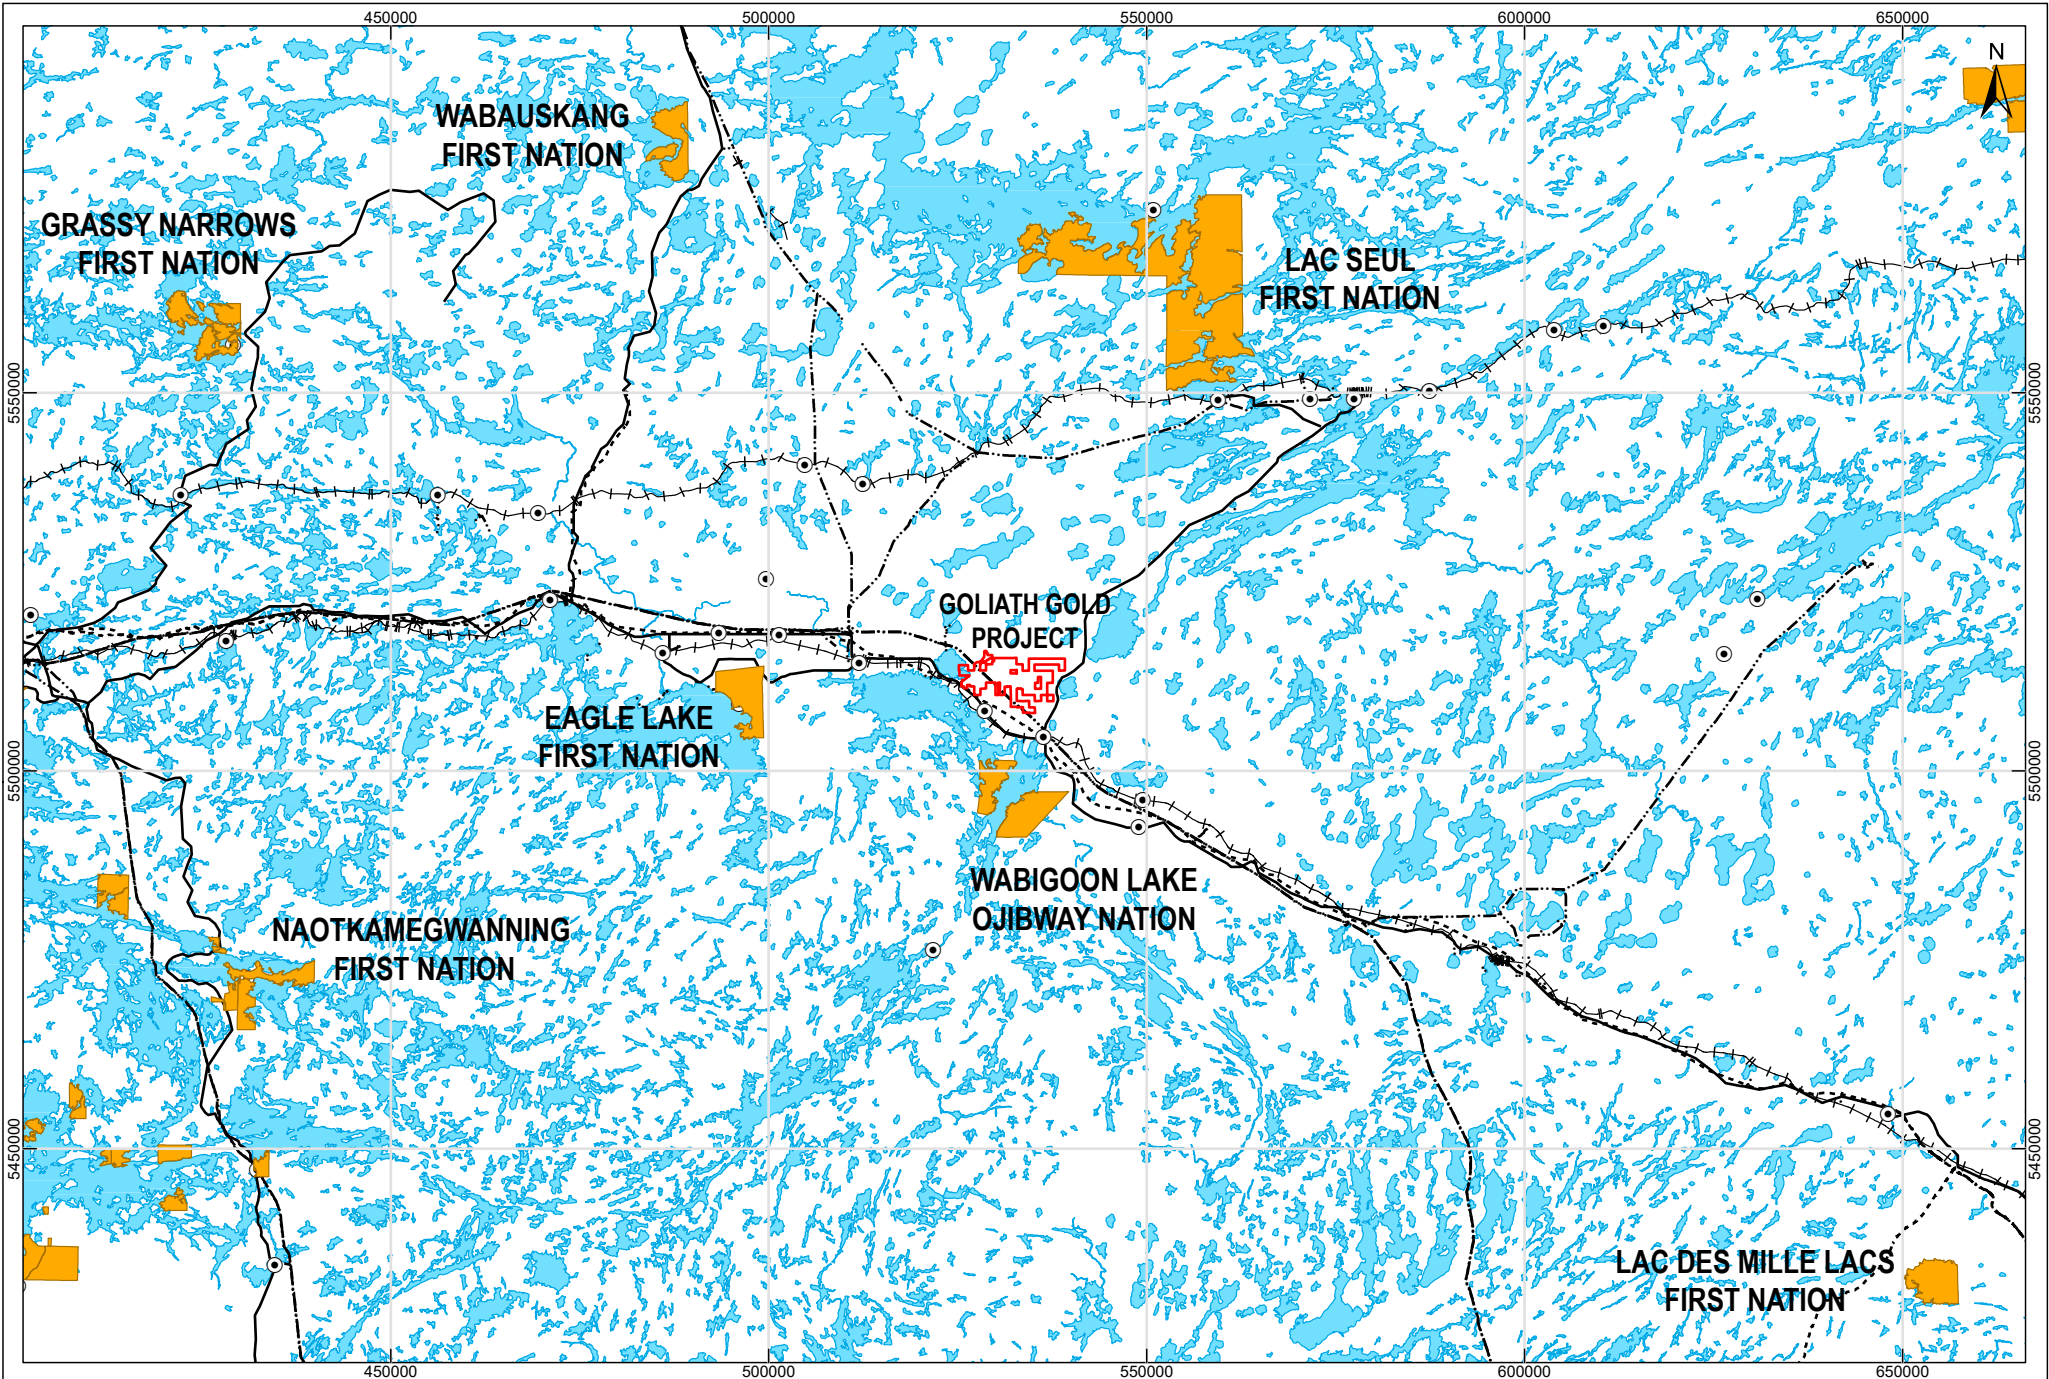 450000
500000
550000
600000
650000
N
WABAUSKANG
FIRST NATION
GRASSY NARROWS
FIRST NATION
LAC SEUL
FIRST NATION
5550000
5550000
GOLIATH GOLD
PROJECT
EAGLE LAKE
FIRST NATION
5500000
5500000
WABIGOON LAKE
OJIBWAY NATION
NAOTKAMEGWANNING
FIRST NATION
5450000
5450000
LAC DES MILLE LACS
FIRST NATION
450000
500000
550000
600000
650000